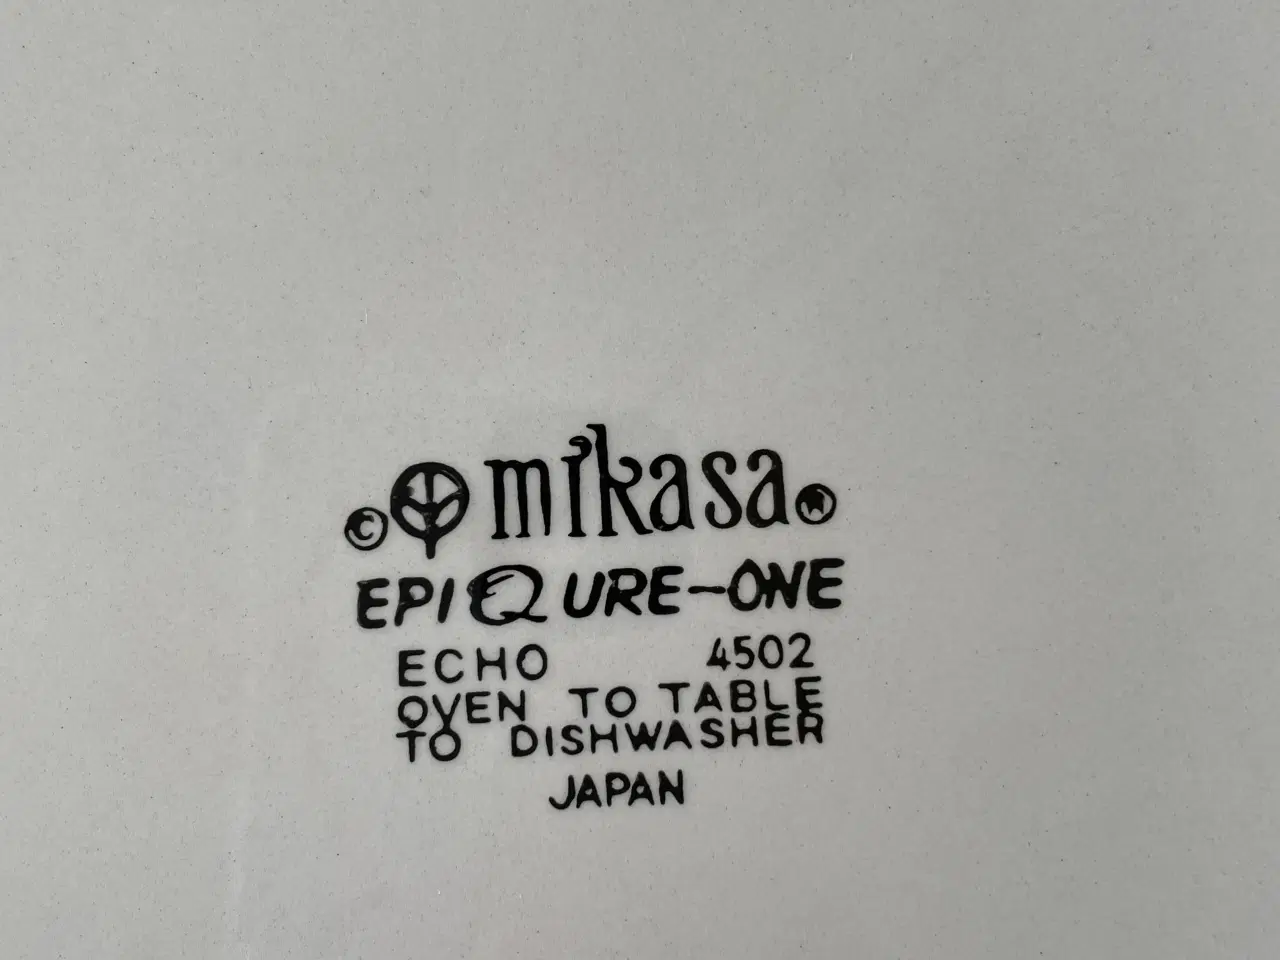 © mikasa ®
EPIQURE-ONE
ECHO 4502
OVEN TO TABLE
TO DISHWASHER
JAPAN